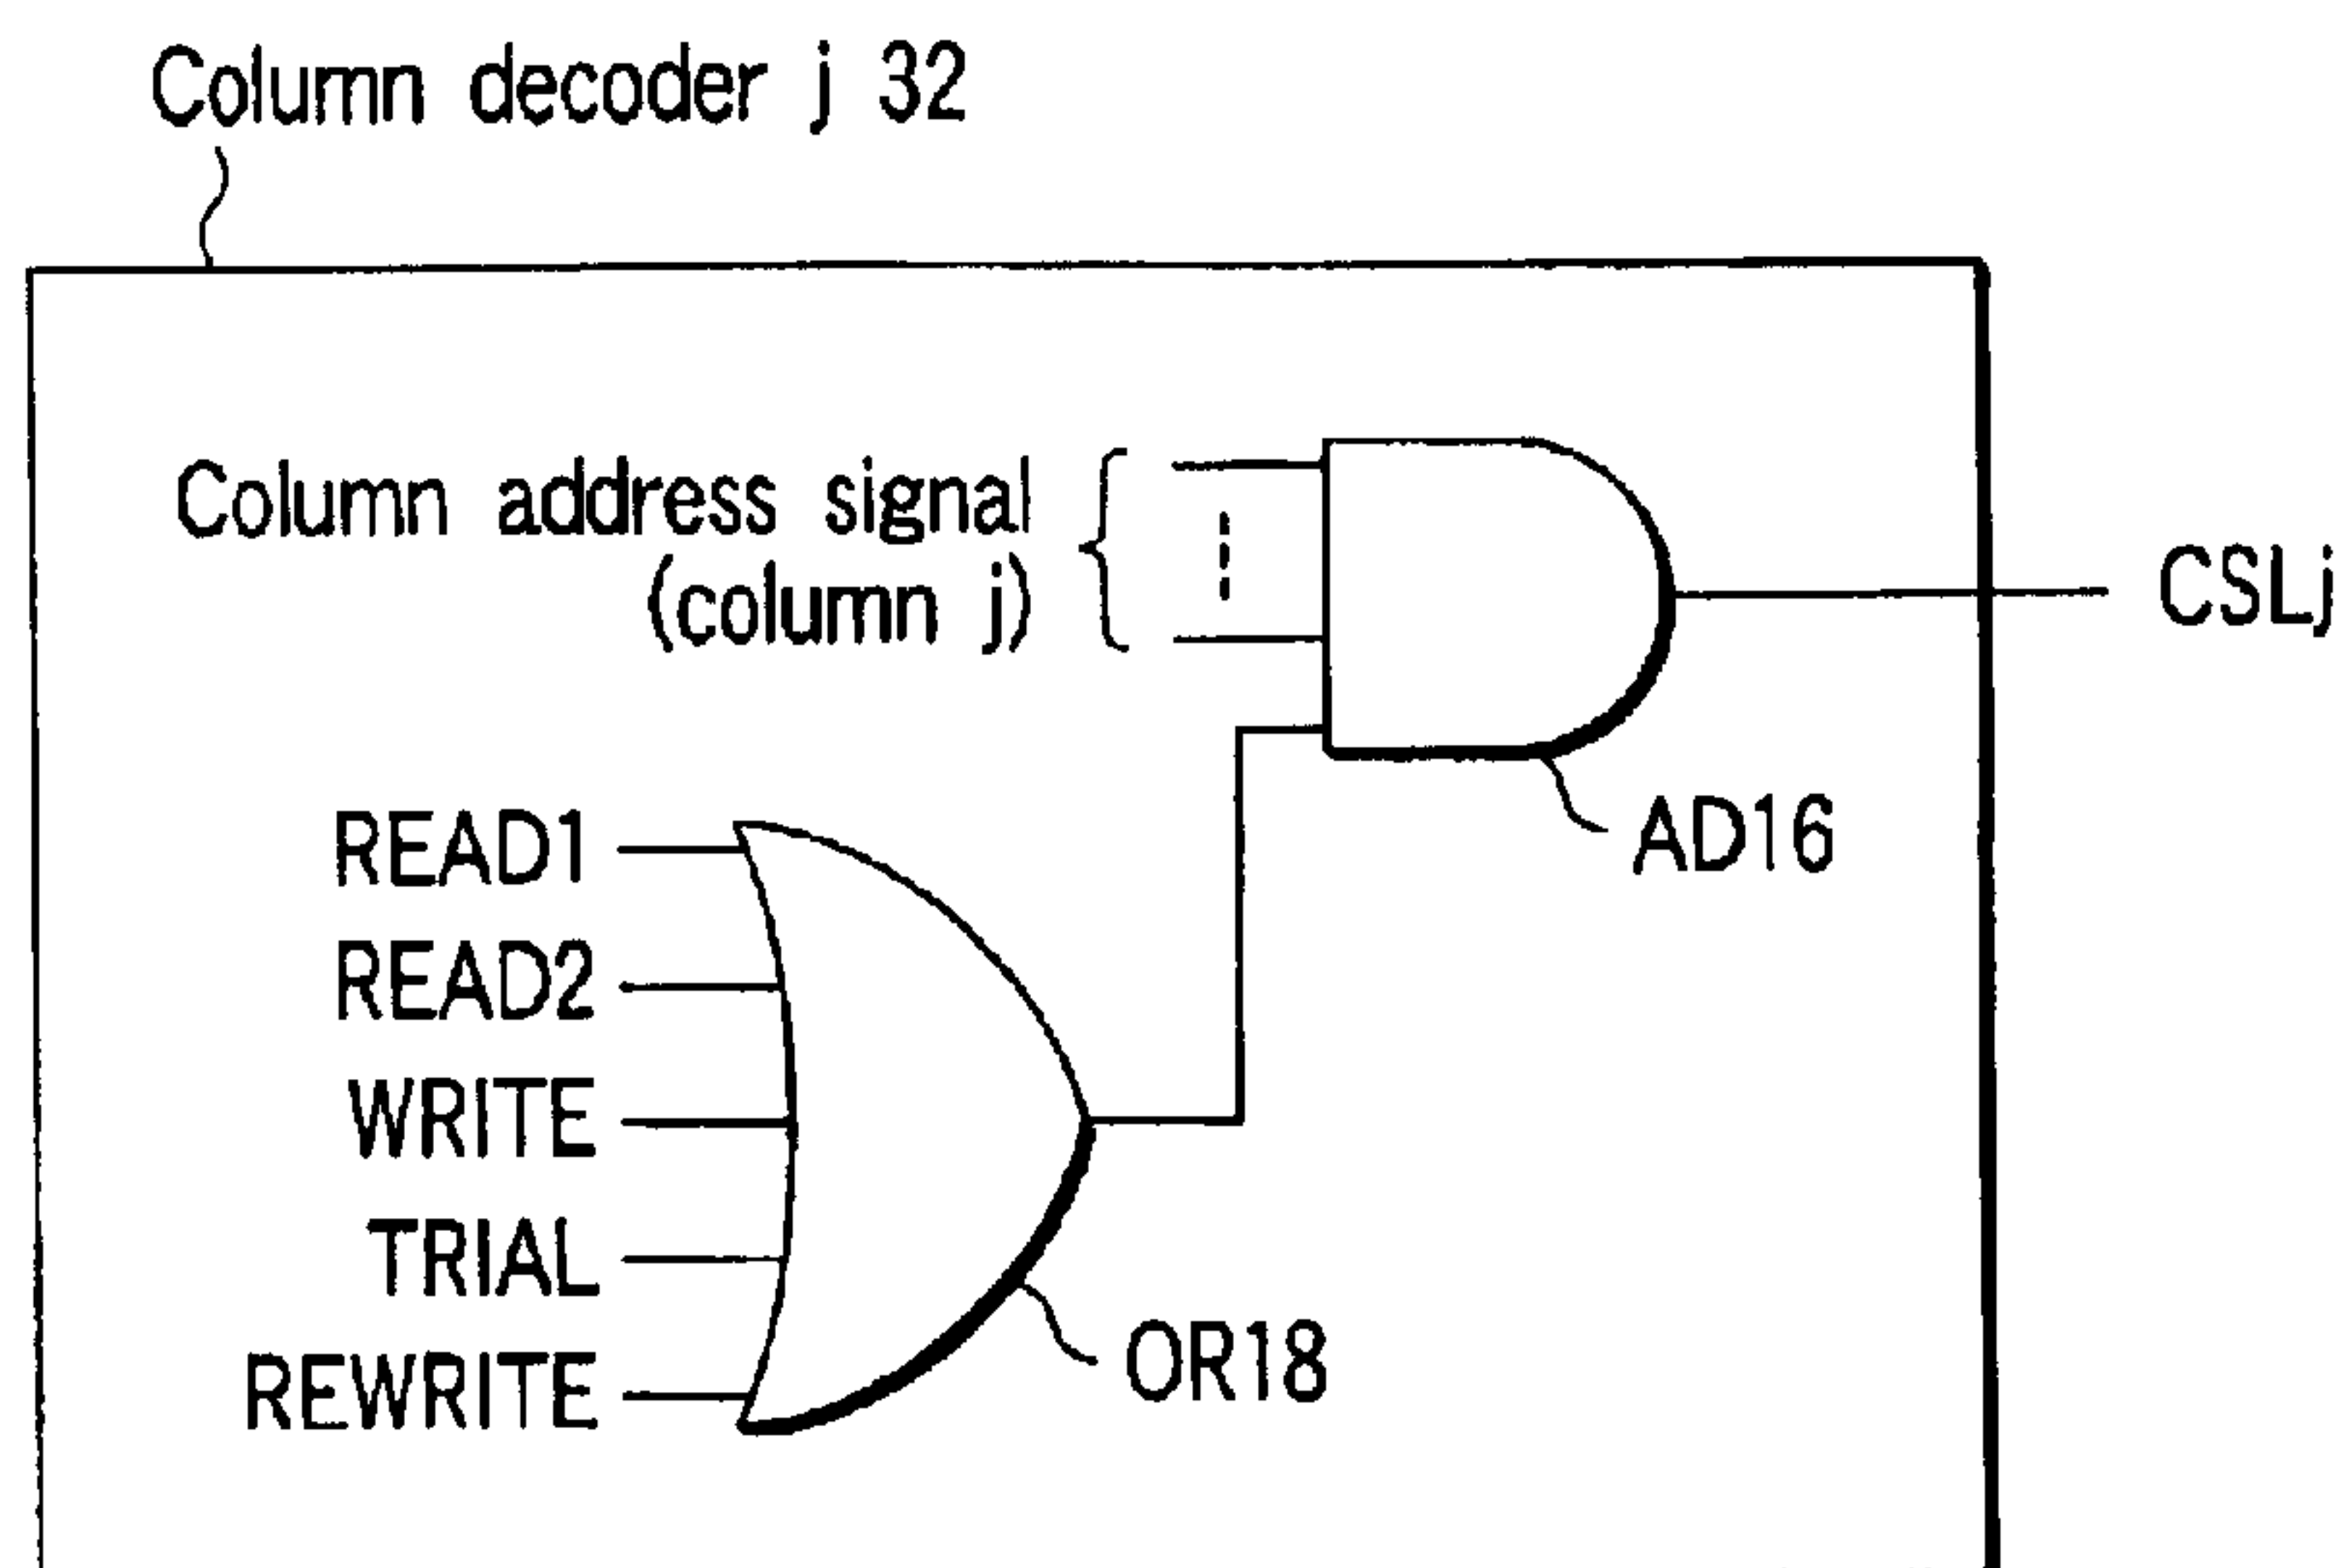 Column decoder j 32
Column address signal
(column j)
CSLj
AD16
READ1
READ2
WRITE
TRIAL
REWRITE
OR18